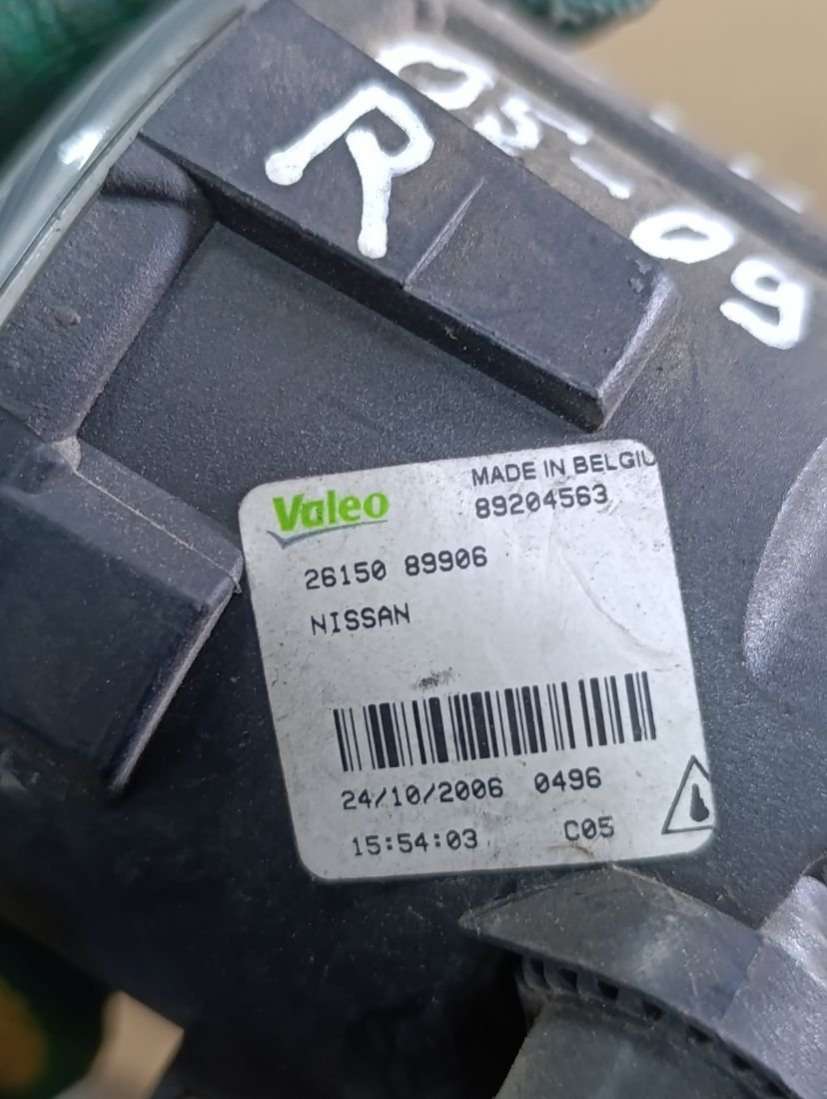 R
05-09
Valeo
MADE IN BELGIU
89204563
26150 89906
NISSAN
24/10/2006 0496
15:54:03 C05